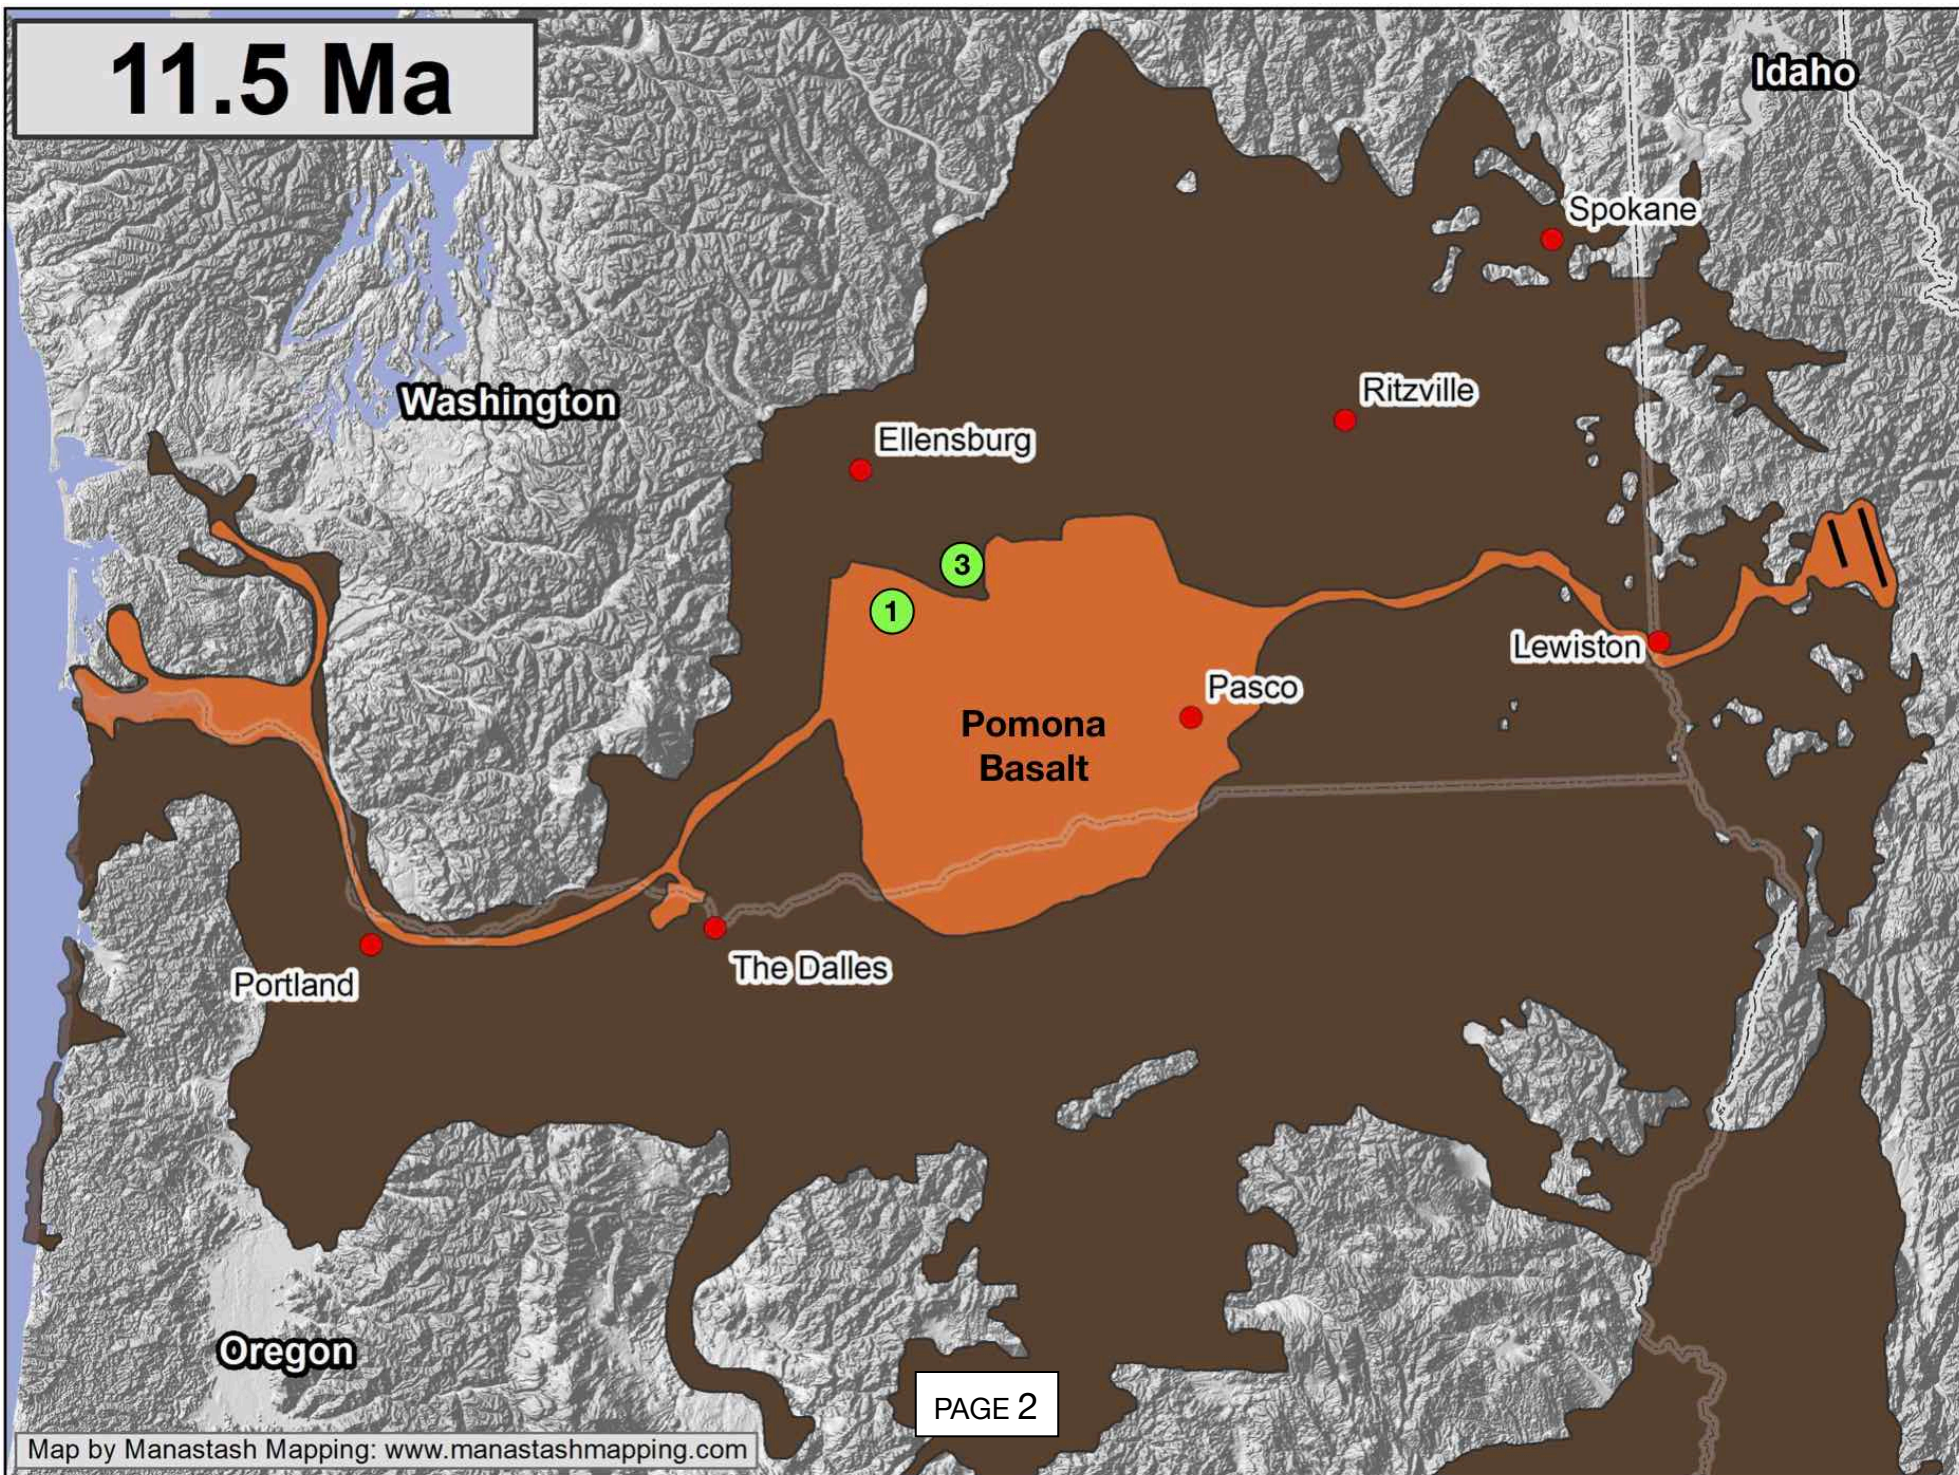 11.5 Ma
Idaho
Spokane
Washington
Ritzville
Ellensburg
3
1
Lewiston
Pasco
Pomona
Basalt
Portland
The Dalles
Oregon
PAGE 2
Map by Manastash Mapping: www.manastashmapping.com